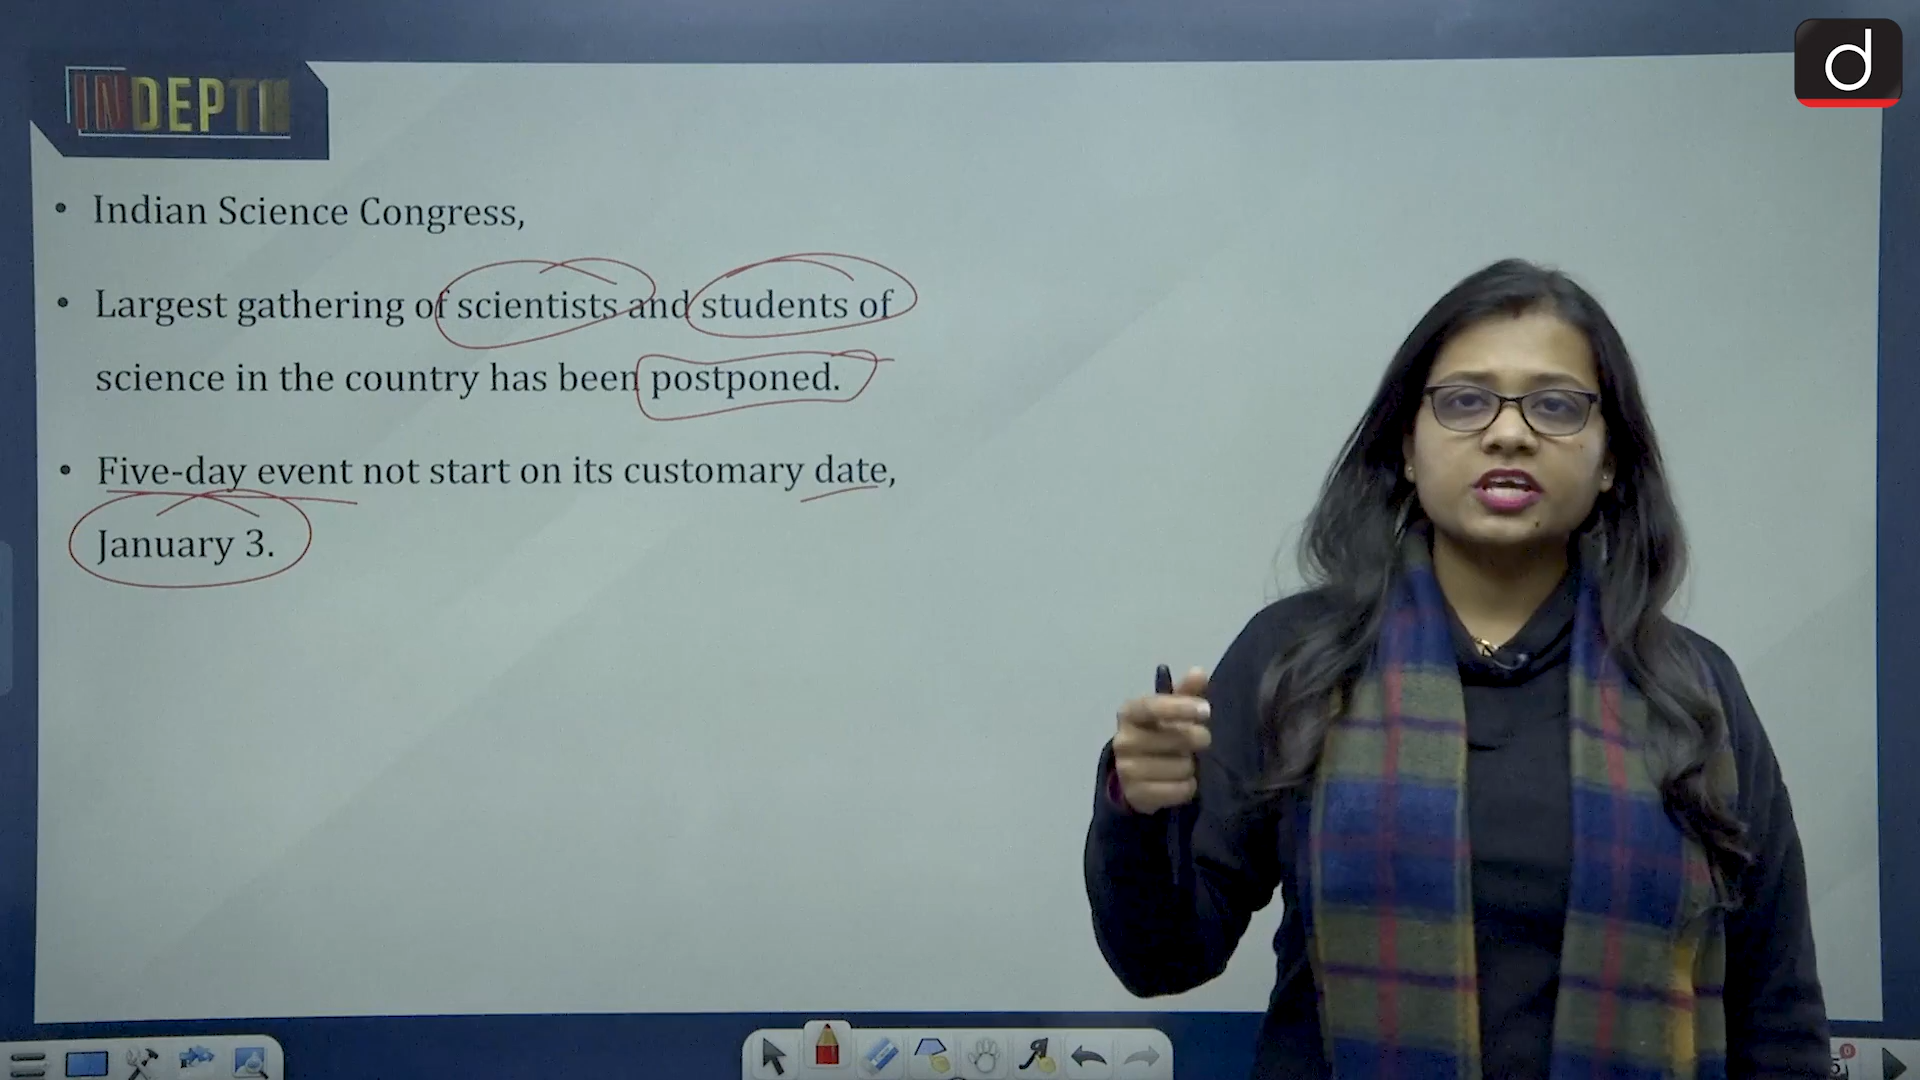 INDEPTH
d
• Indian Science Congress,
• Largest gathering of scientists and students of
science in the country has been postponed.
• Five-day event not start on its customary date,
January 3.